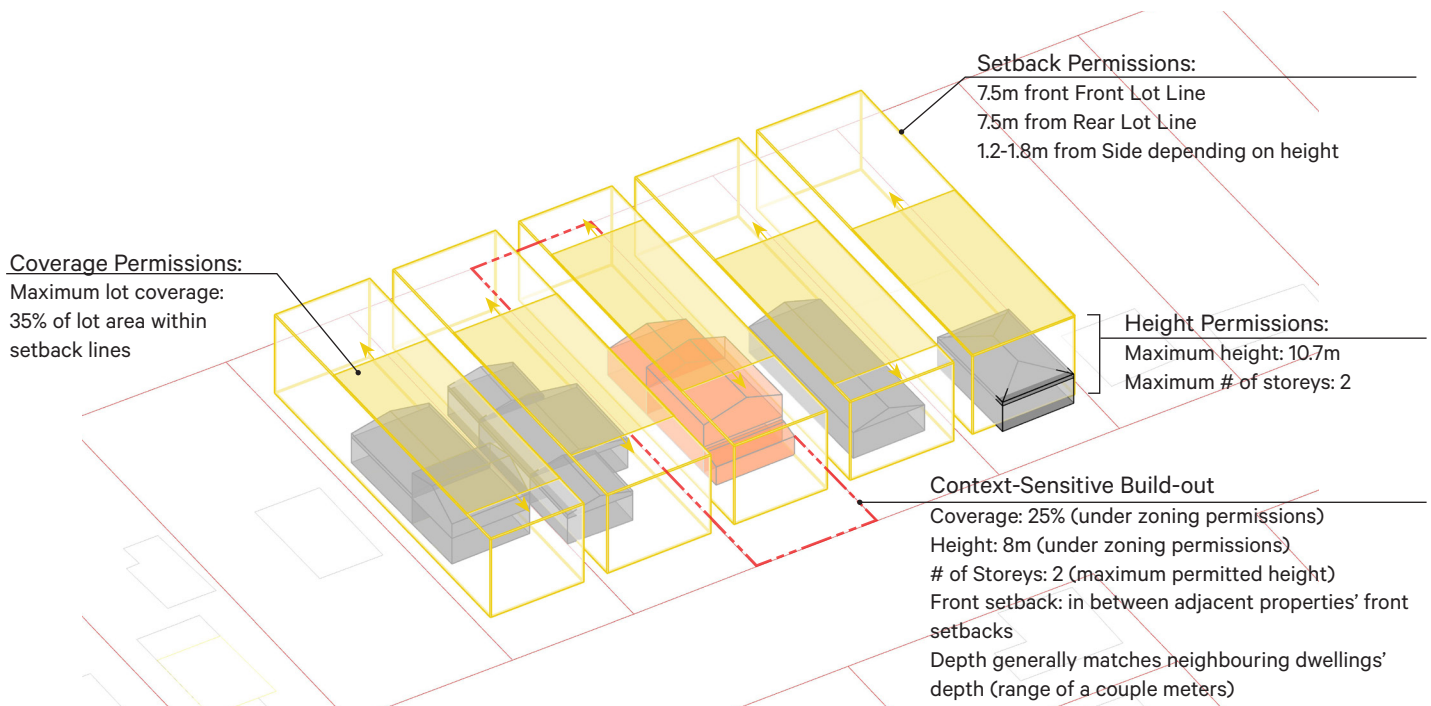 Setback Permissions:
7.5m front Front Lot Line
7.5m from Rear Lot Line
1.2-1.8m from Side depending on height
Coverage Permissions:
Maximum lot coverage:
35% of lot area within
setback lines
Height Permissions:
Maximum height: 10.7m
Maximum # of storeys: 2
Context-Sensitive Build-out
Coverage: 25% (under zoning permissions)
Height: 8m (under zoning permissions)
# of Storeys: 2 (maximum permitted height)
Front setback: in between adjacent properties’ front
setbacks
Depth generally matches neighbouring dwellings’
depth (range of a couple meters)